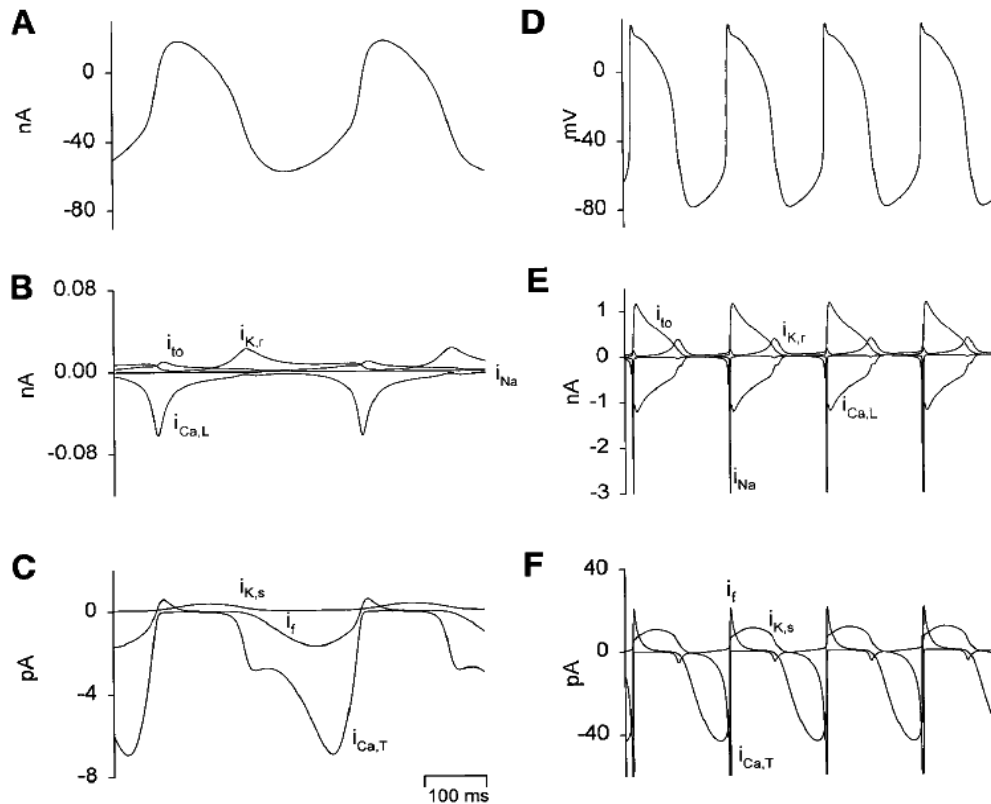 A
0
-40
-80
nA
B
0.08
0.00
-0.08
nA
i_to
i_K,r
i_Na
i_Ca,L
C
0
-4
-8
pA
i_K,s
i_f
i_Ca,T
100 ms
D
0
-40
-80
mV
E
1
0
-1
-2
-3
nA
i_to
i_K,r
i_Ca,L
i_Na
F
40
0
-40
pA
i_f
i_K,s
i_Ca,T